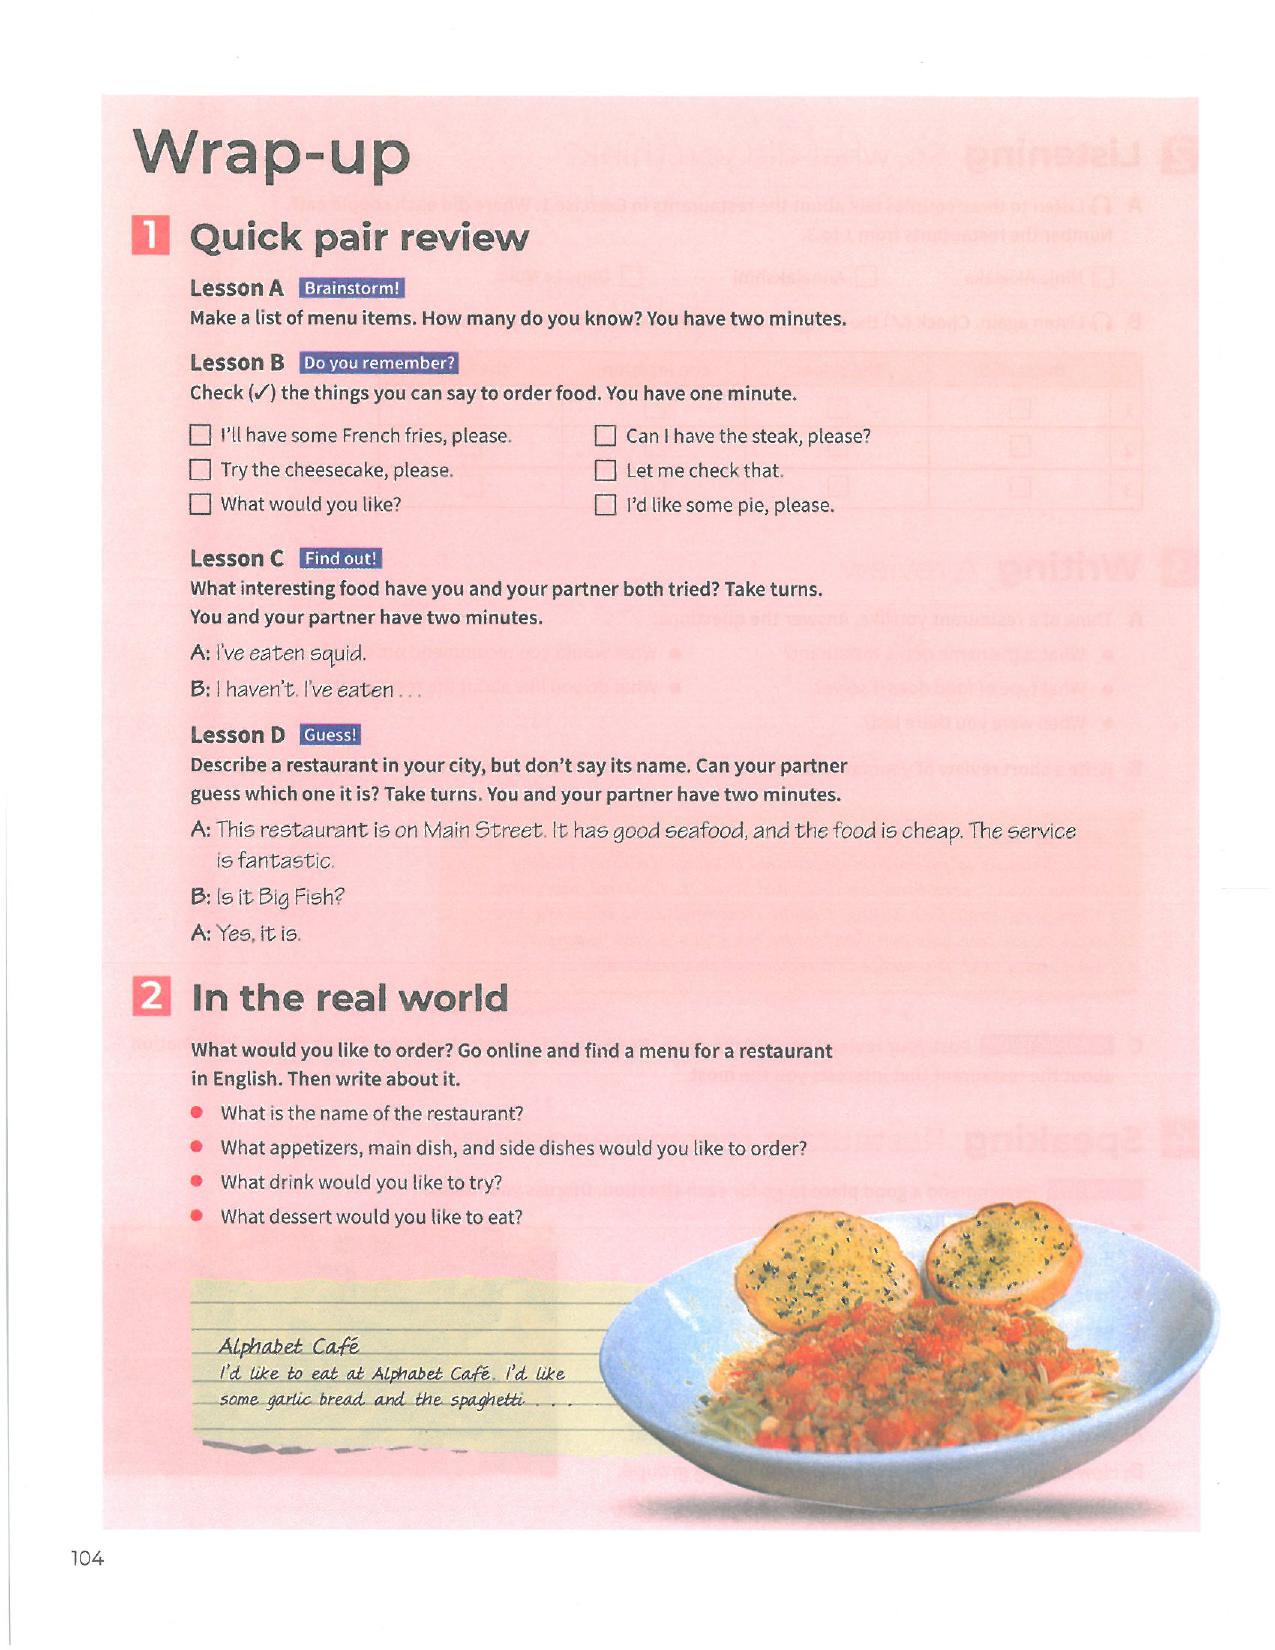 Wrap-up
1 Quick pair review
Lesson A Brainstorm!
Make a list of menu items. How many do you know? You have two minutes.
Lesson B Do you remember?
Check (✓) the things you can say to order food. You have one minute.
☐ I'll have some French fries, please. ☐ Can I have the steak, please?
☐ Try the cheesecake, please. ☐ Let me check that.
☐ What would you like? ☐ I'd like some pie, please.
Lesson C Find out!
What interesting food have you and your partner both tried? Take turns.
You and your partner have two minutes.
A: I've eaten squid.
B: I haven't. I've eaten . . .
Lesson D Guess!
Describe a restaurant in your city, but don't say its name. Can your partner
guess which one it is? Take turns. You and your partner have two minutes.
A: This restaurant is on Main Street. It has good seafood, and the food is cheap. The service
is fantastic.
B: Is it Big Fish?
A: Yes, it is.
2 In the real world
What would you like to order? Go online and find a menu for a restaurant
in English. Then write about it.
• What is the name of the restaurant?
• What appetizers, main dish, and side dishes would you like to order?
• What drink would you like to try?
• What dessert would you like to eat?
Alphabet Café
I'd like to eat at Alphabet Café. I'd like
some garlic bread and the spaghetti . . .
104